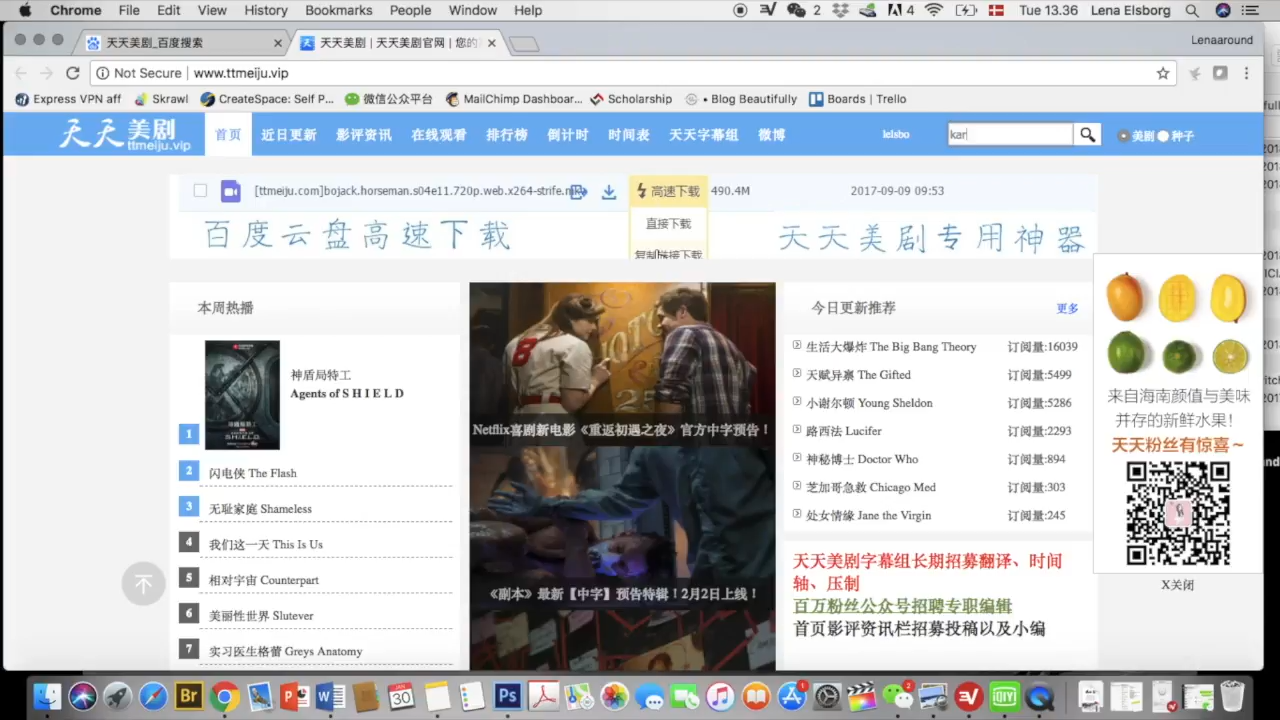 Chrome File Edit View History Bookmarks People Window Help 2 4 Tue 13.36 Lena Elsborg
天天美剧_百度搜索 天天美剧 | 天天美剧官网 | 您的 Lenaaround
Not Secure www.ttmeiju.vip
Express VPN aff Skrawl CreateSpace: Self P... 微信公众平台 MailChimp Dashboar... Scholarship • Blog Beautifully Boards | Trello
天天美剧 ttmeiju.vip 首页 近日更新 影评资讯 在线观看 排行榜 倒计时 时间表 天天字幕组 微博 lelsbo kar 美剧 种子
[ttmeiju.com]bojack.horseman.s04e11.720p.web.x264-strife.mkv 高速下载 490.4M 2017-09-09 09:53
直接下载
百度云盘高速下载 天天美剧专用神器
复制链接下载
本周热播
神盾局特工
Agents of S H I E L D
1
2 闪电侠 The Flash
3 无耻家庭 Shameless
4 我们这一天 This Is Us
5 相对宇宙 Counterpart
6 美丽性世界 Slutever
7 实习医生格蕾 Greys Anatomy
Netflix喜剧新电影《重返初遇之夜》官方中字预告！
《副本》最新【中字】预告特辑！2月2日上线！
今日更新推荐 更多
生活大爆炸 The Big Bang Theory 订阅量:16039
天赋异禀 The Gifted 订阅量:5499
小谢尔顿 Young Sheldon 订阅量:5286
路西法 Lucifer 订阅量:2293
神秘博士 Doctor Who 订阅量:894
芝加哥急救 Chicago Med 订阅量:303
处女情缘 Jane the Virgin 订阅量:245
天天美剧字幕组长期招募翻译、时间
轴、压制
百万粉丝公众号招聘专职编辑
首页影评资讯栏招募投稿以及小编
来自海南颜值与美味
并存的新鲜水果！
天天粉丝有惊喜～
X关闭